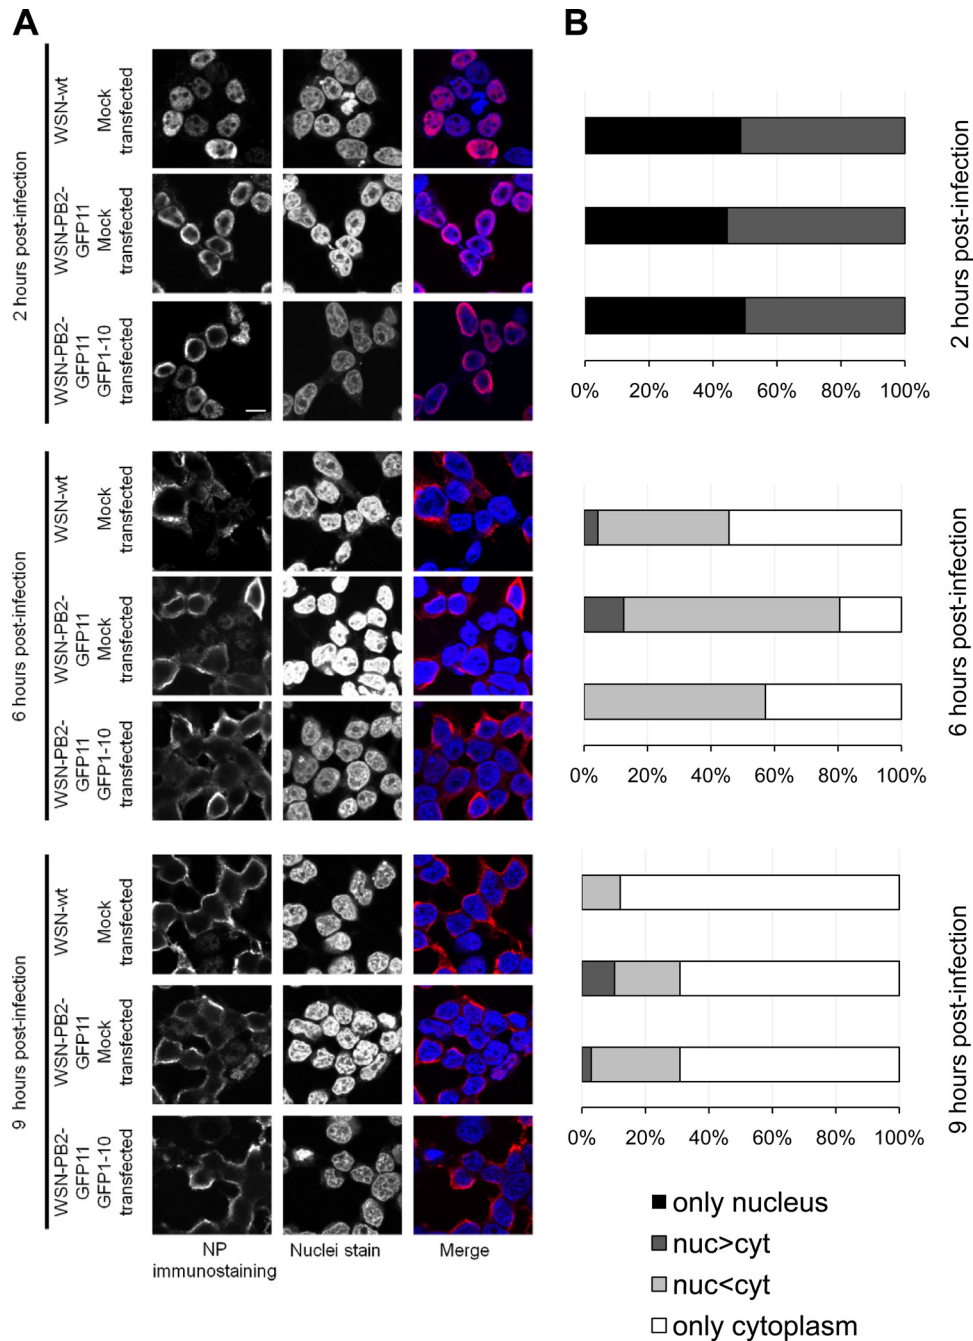 A
B
2 hours post-infection
WSN-wt
Mock
transfected
WSN-PB2-
GFP11
Mock
transfected
WSN-PB2-
GFP11
GFP1-10
transfected
0% 20% 40% 60% 80% 100%
2 hours post-infection
6 hours post-infection
WSN-wt
Mock
transfected
WSN-PB2-
GFP11
Mock
transfected
WSN-PB2-
GFP11
GFP1-10
transfected
0% 20% 40% 60% 80% 100%
6 hours post-infection
9 hours post-infection
WSN-wt
Mock
transfected
WSN-PB2-
GFP11
Mock
transfected
WSN-PB2-
GFP11
GFP1-10
transfected
0% 20% 40% 60% 80% 100%
9 hours post-infection
NP
immunostaining
Nuclei stain
Merge
only nucleus
nuc>cyt
nuc<cyt
only cytoplasm